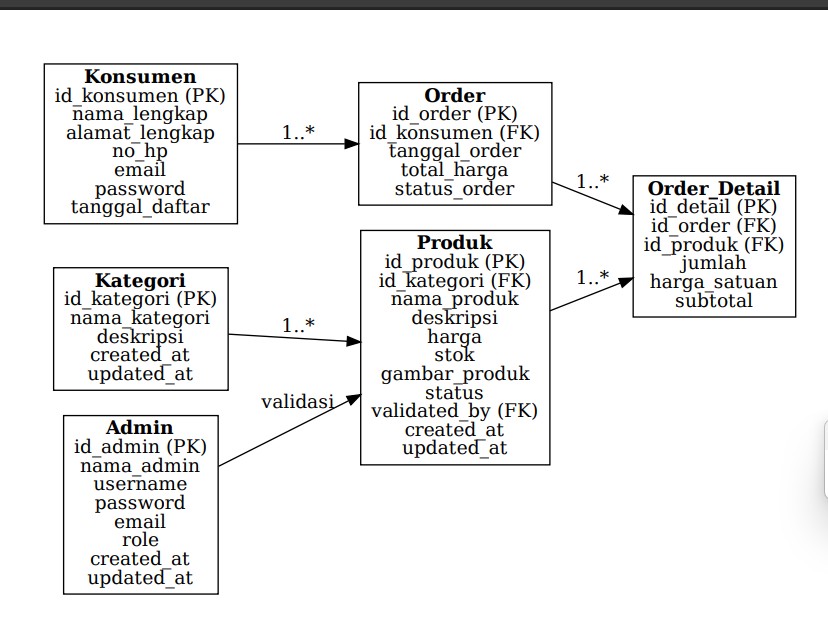 Konsumen
id_konsumen (PK)
nama_lengkap
alamat_lengkap
no_hp
email
password
tanggal_daftar
1..*
Order
id_order (PK)
id_konsumen (FK)
tanggal_order
total_harga
status_order
1..*
Order_Detail
id_detail (PK)
id_order (FK)
id_produk (FK)
jumlah
harga_satuan
subtotal
Kategori
id_kategori (PK)
nama_kategori
deskripsi
created_at
updated_at
1..*
Produk
id_produk (PK)
id_kategori (FK)
nama_produk
deskripsi
harga
stok
gambar_produk
status
validated_by (FK)
created_at
updated_at
1..*
Admin
id_admin (PK)
nama_admin
username
password
email
role
created_at
updated_at
validasi